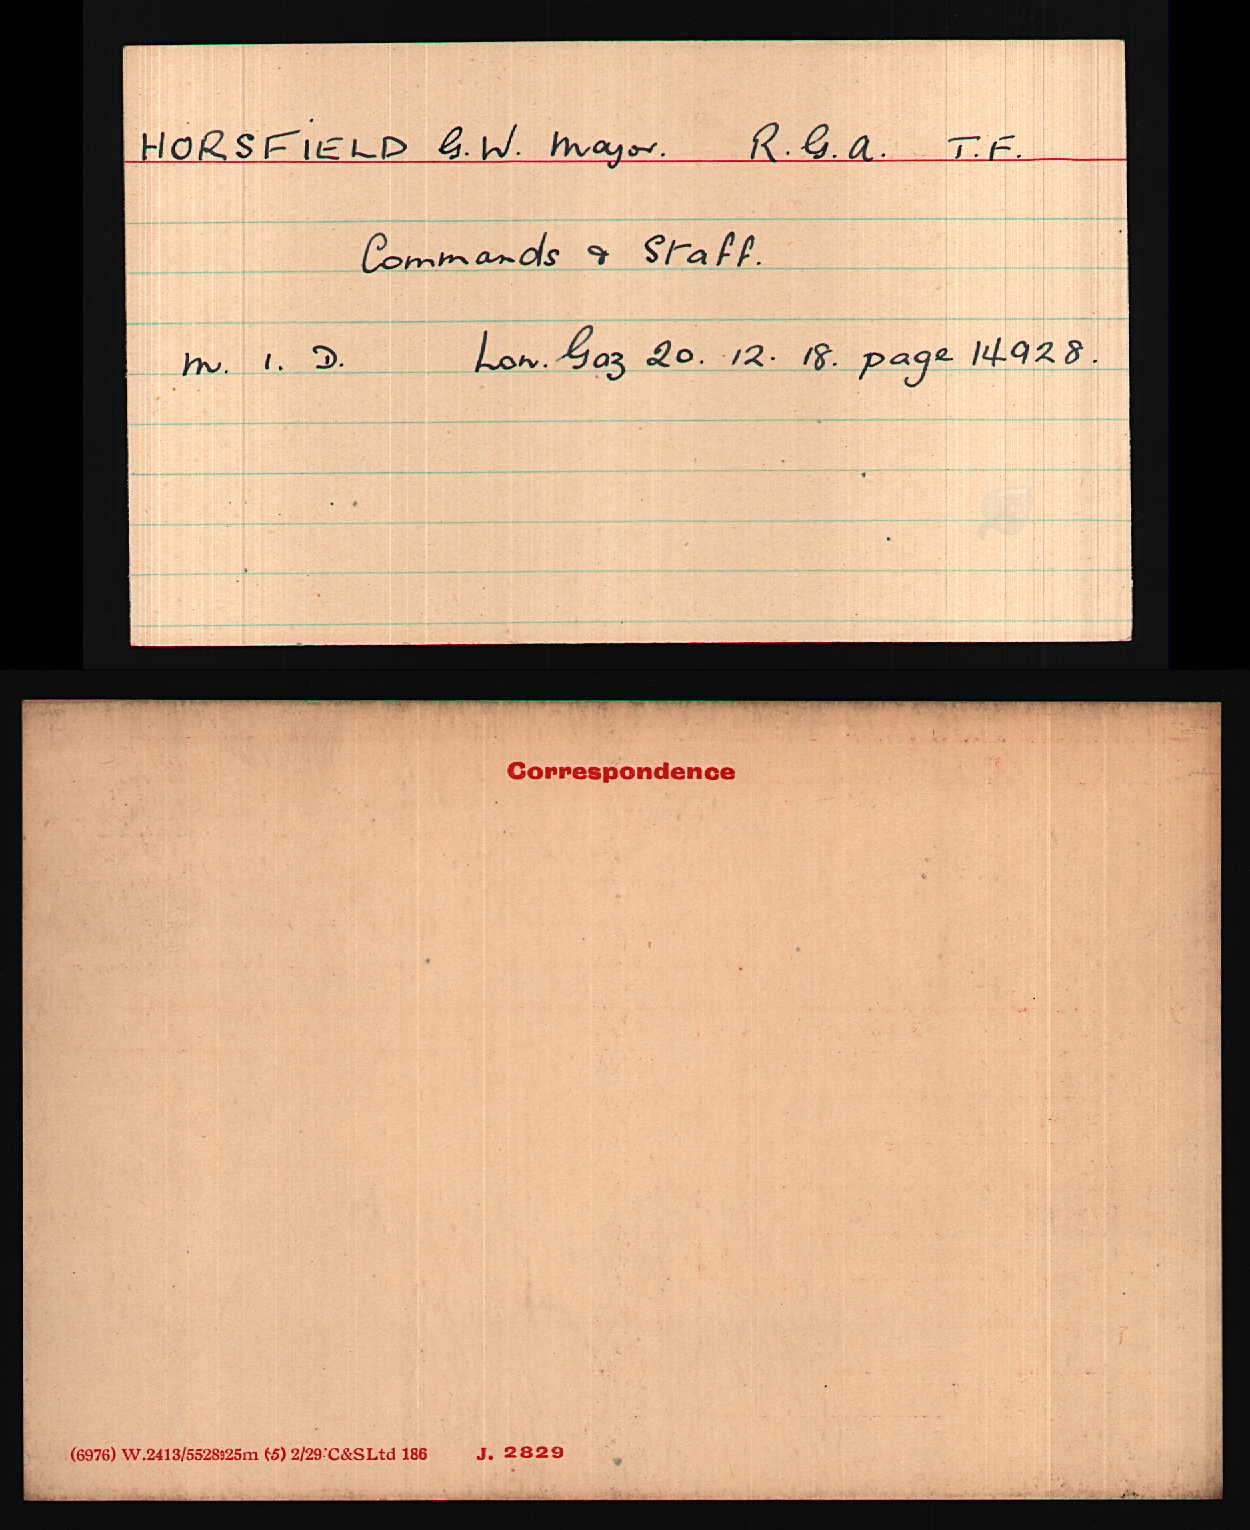 HORSFIELD G.W. Major. R.G.A. T.F.
Commands & Staff.
M. I. D. Lon. Gaz 20. 12. 18. page 14928.
Correspondence
(6976) W.2413/5528 25m (5) 2/29 C&SLtd 186 J. 2829